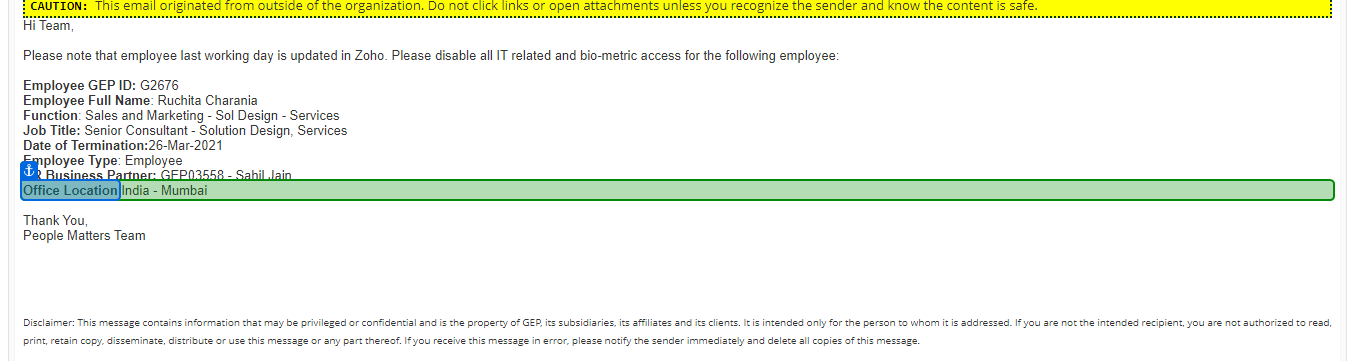 CAUTION: This email originated from outside of the organization. Do not click links or open attachments unless you recognize the sender and know the content is safe.
Hi Team,
Please note that employee last working day is updated in Zoho. Please disable all IT related and bio-metric access for the following employee:
Employee GEP ID: G2676
Employee Full Name: Ruchita Charania
Function: Sales and Marketing - Sol Design - Services
Job Title: Senior Consultant - Solution Design, Services
Date of Termination:26-Mar-2021
Employee Type: Employee
R Business Partner: GEP03558 - Sahil Jain
Office Location India - Mumbai
Thank You,
People Matters Team
Disclaimer: This message contains information that may be privileged or confidential and is the property of GEP, its subsidiaries, its affiliates and its clients. It is intended only for the person to whom it is addressed. If you are not the intended recipient, you are not authorized to read,
print, retain copy, disseminate, distribute or use this message or any part thereof. If you receive this message in error, please notify the sender immediately and delete all copies of this message.